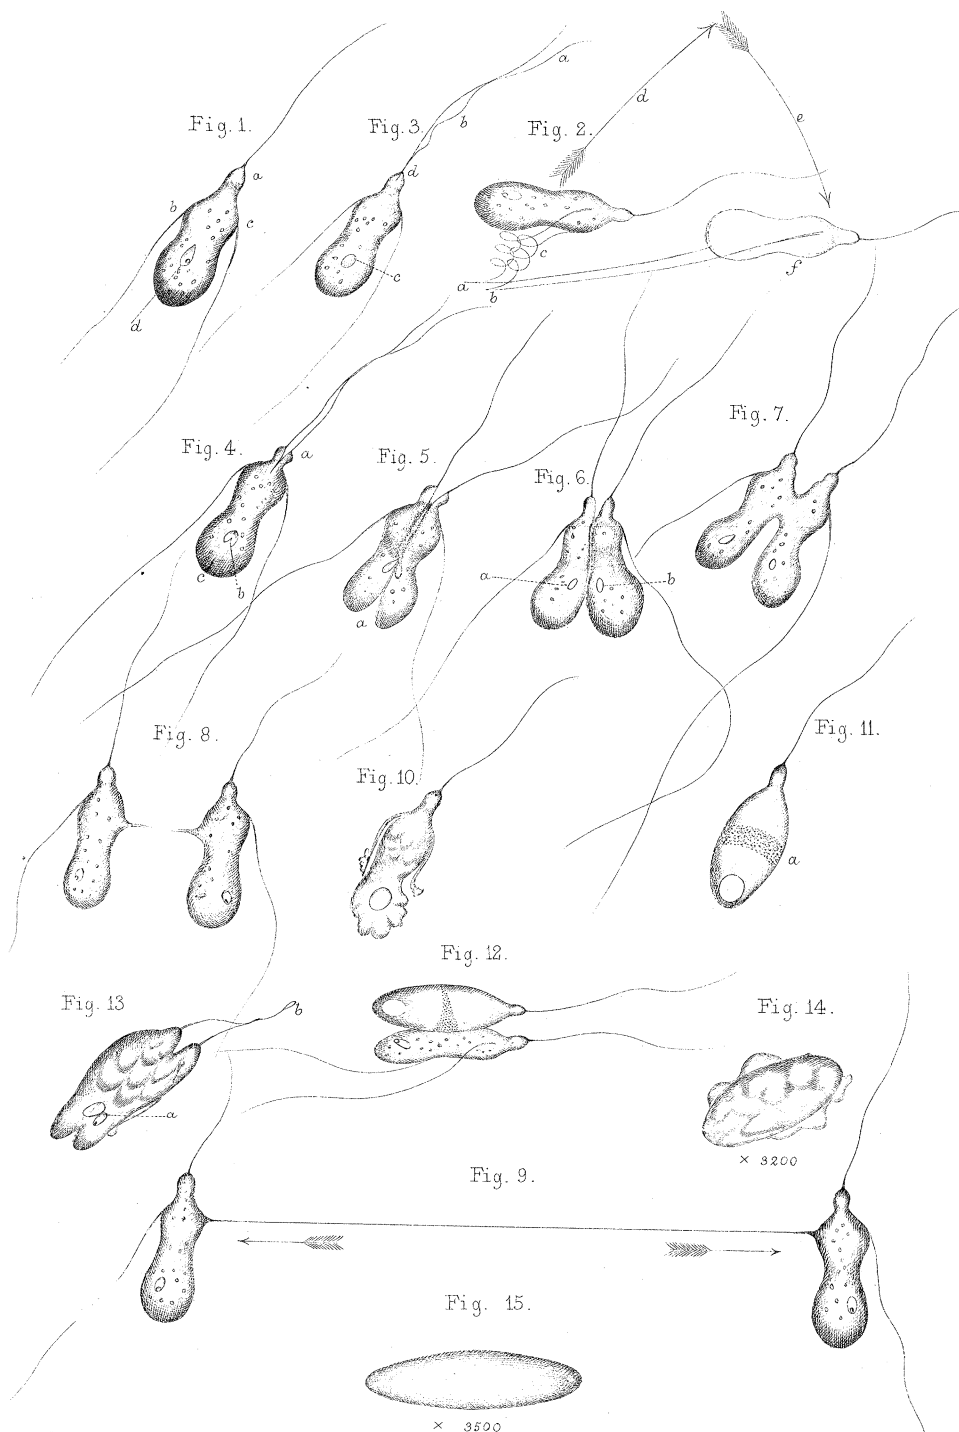 Fig. 1.
a
b
c
d
Fig. 3.
a
b
d
c
Fig. 2.
d
e
c
a
b
f
Fig. 4.
a
c
b
Fig. 5.
a
Fig. 6.
a
b
Fig. 7.
Fig. 8.
Fig. 10.
Fig. 11.
a
Fig. 12.
Fig. 13
b
a
Fig. 14.
× 3200
Fig. 9.
Fig. 15.
× 3500